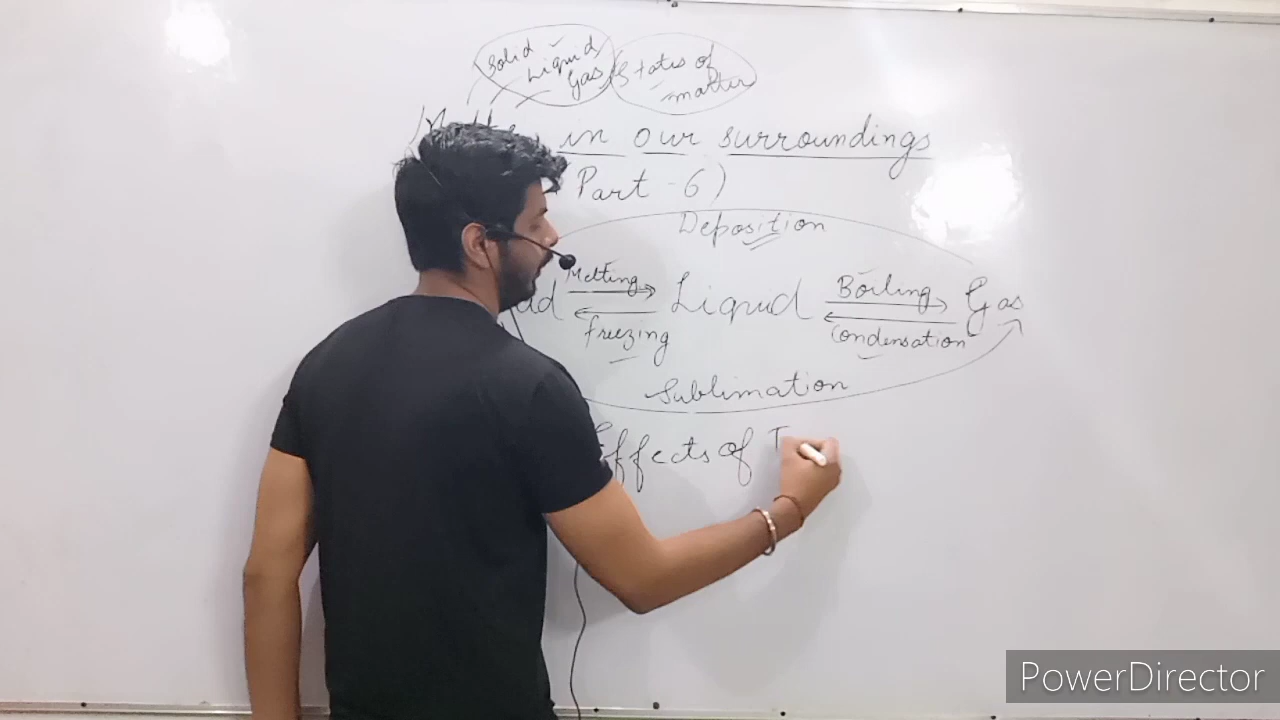 Solid
Liquid
Gas
States of
matter
in our surroundings
Part - 6)
Deposition
Melting
Boiling
Liquid
Gas
freezing
Condensation
Sublimation
Effects of T
PowerDirector